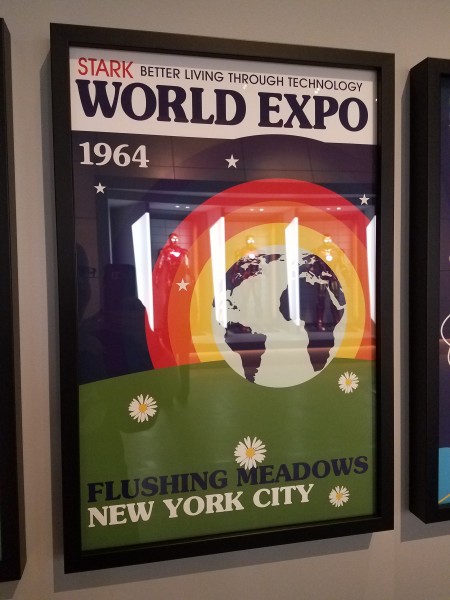 STARK BETTER LIVING THROUGH TECHNOLOGY
WORLD EXPO
1964
FLUSHING MEADOWS
NEW YORK CITY